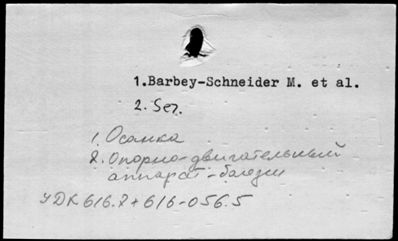 1.Barbey-Schneider M. et al.
2. Ser.
1. Осанка
2. Опорно-двигательный
аппарат-болезни
УДК 616.7+616-056.5